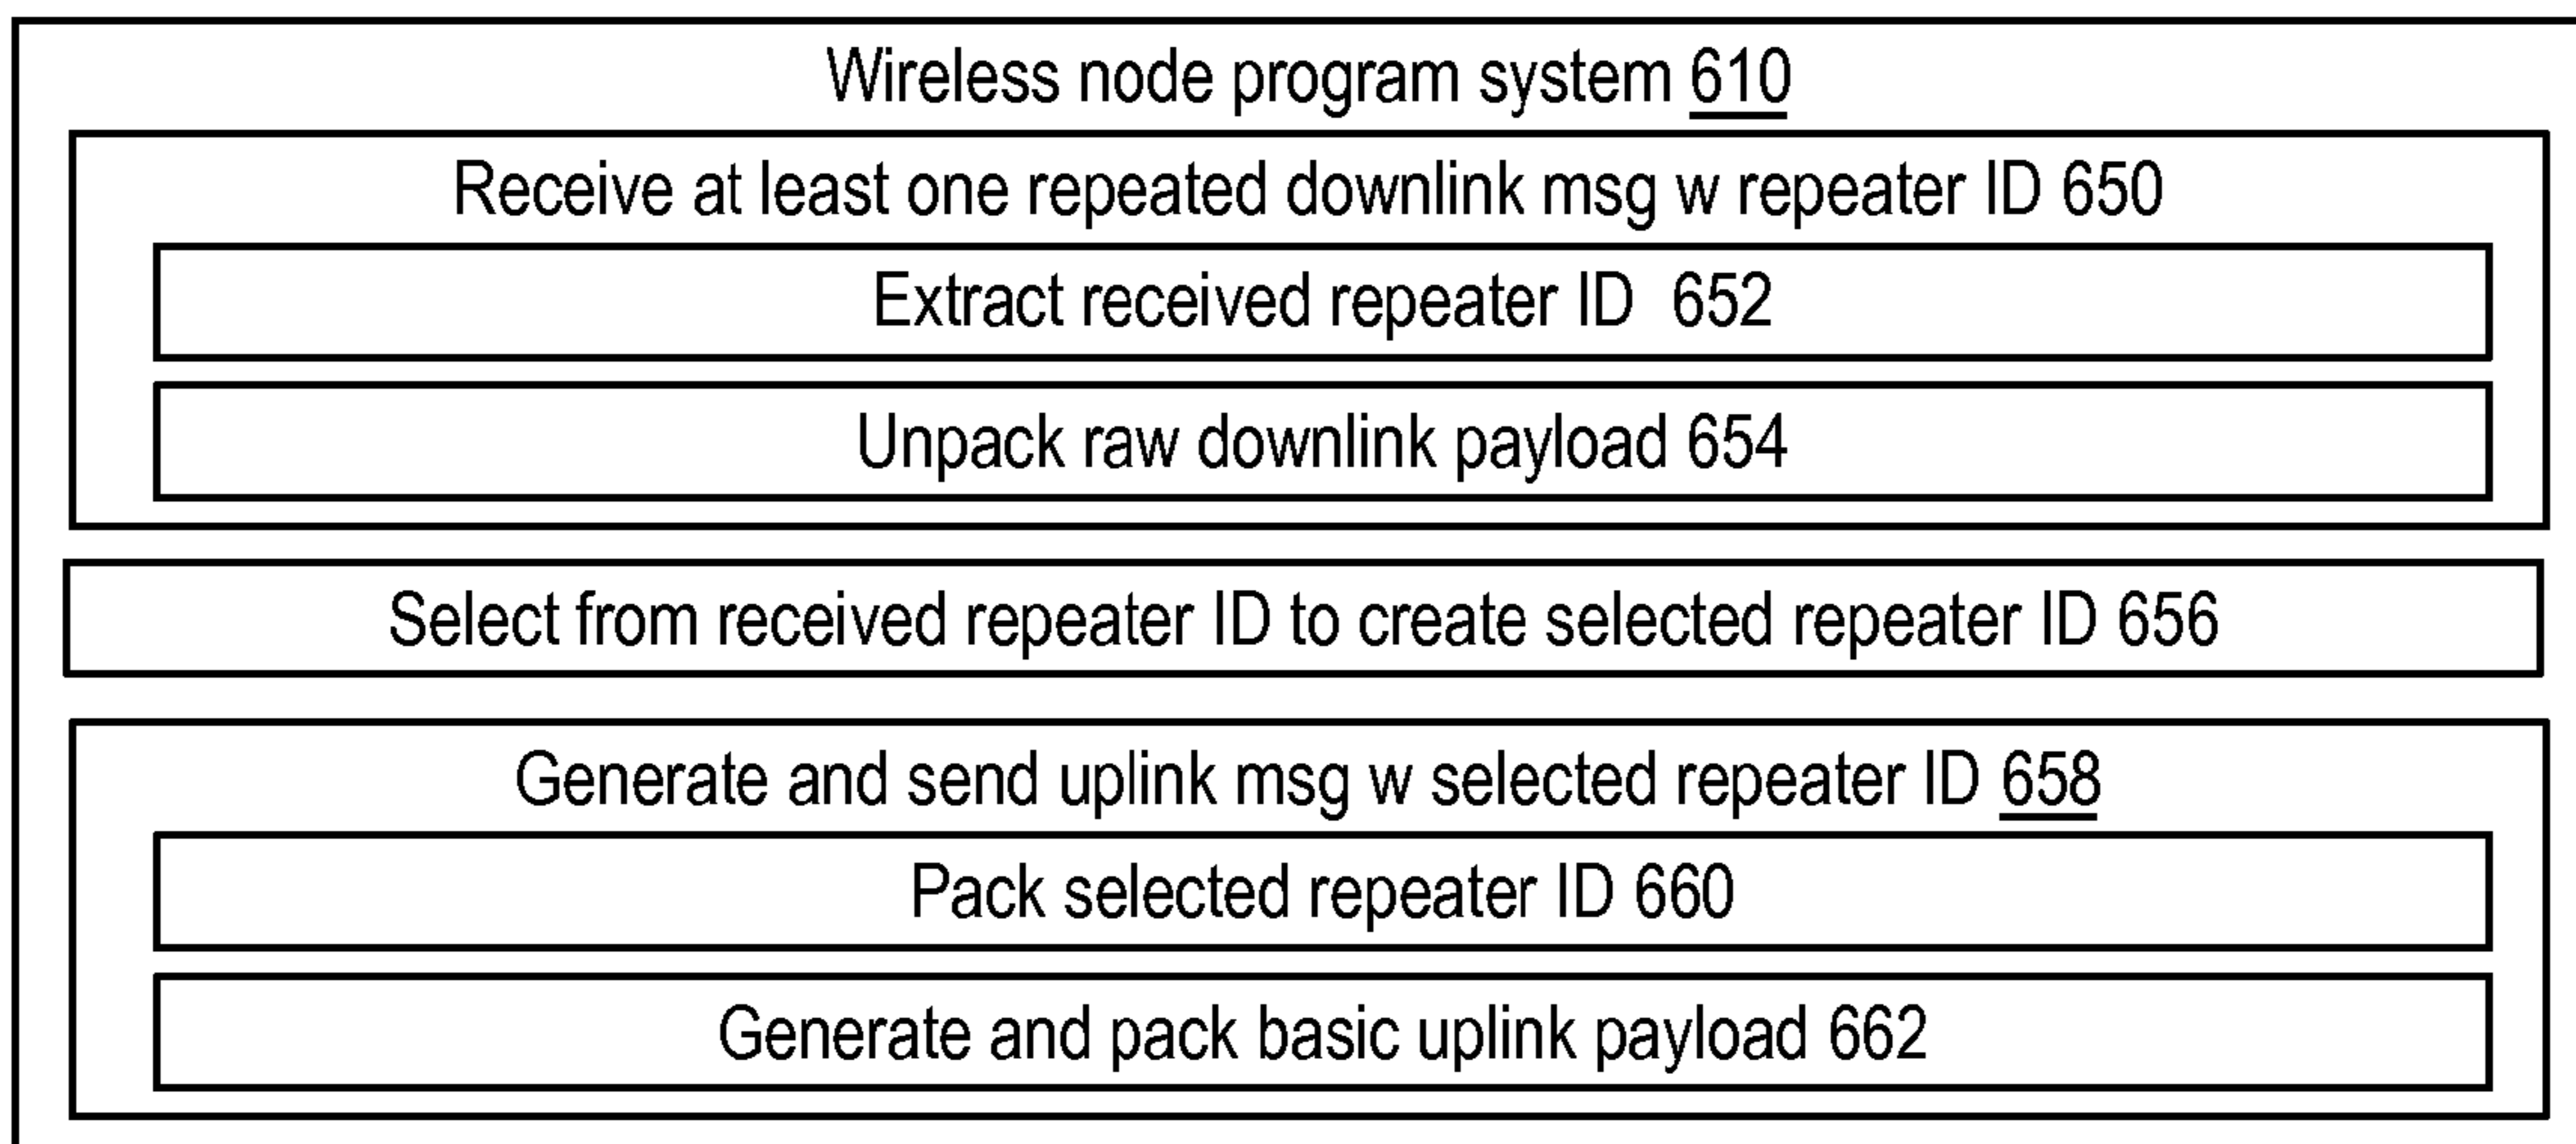 Wireless node program system 610
Receive at least one repeated downlink msg w repeater ID 650
Extract received repeater ID 652
Unpack raw downlink payload 654
Select from received repeater ID to create selected repeater ID 656
Generate and send uplink msg w selected repeater ID 658
Pack selected repeater ID 660
Generate and pack basic uplink payload 662